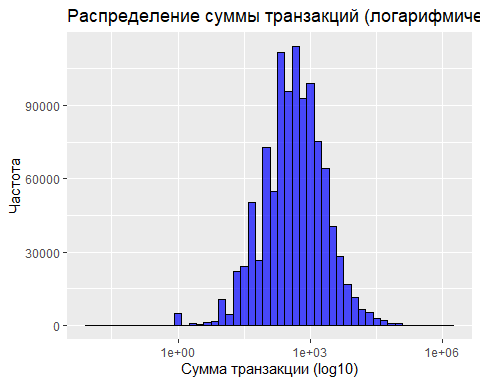 Распределение суммы транзакций (логарифмиче
Частота
90000
60000
30000
0
1e+00 1e+03 1e+06
Сумма транзакции (log10)